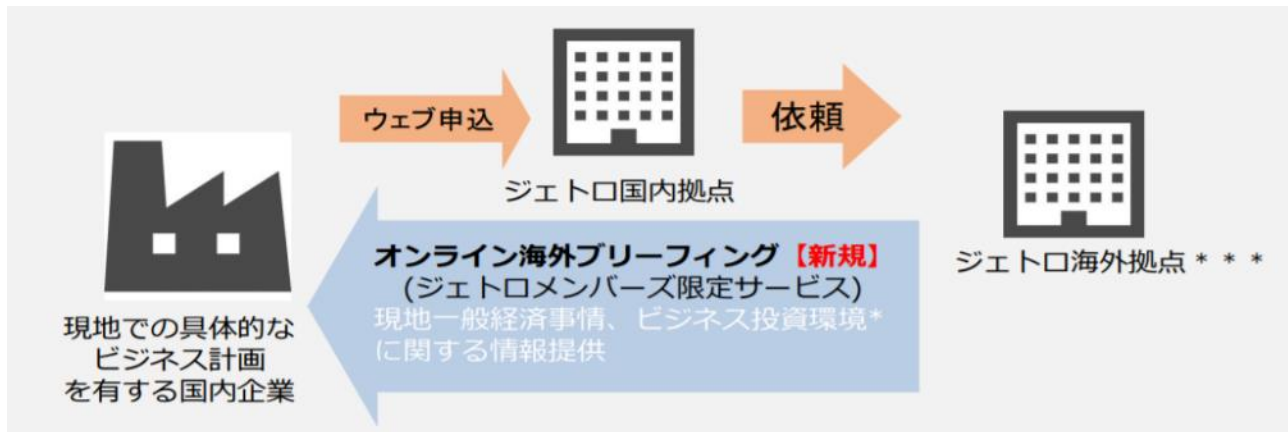 ウェブ申込
依頼
ジェトロ国内拠点
ジェトロ海外拠点＊＊＊
オンライン海外ブリーフィング【新規】
(ジェトロメンバーズ限定サービス)
現地一般経済事情、ビジネス投資環境*
に関する情報提供
現地での具体的な
ビジネス計画
を有する国内企業